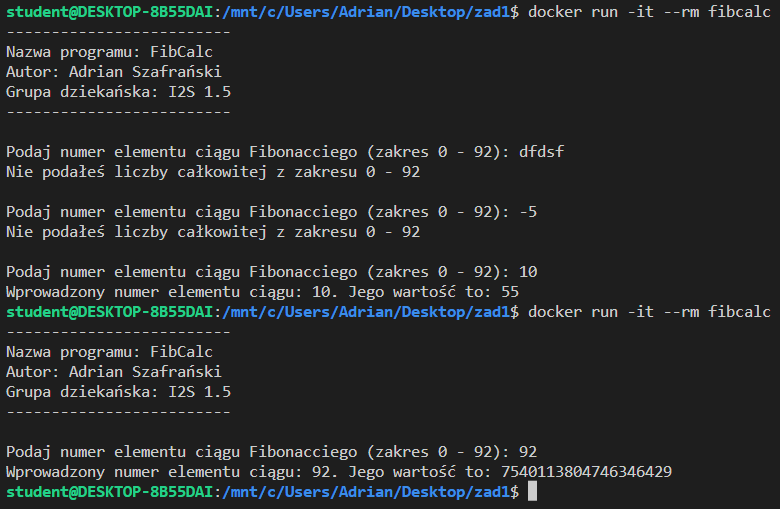 student@DESKTOP-8B55DAI:/mnt/c/Users/Adrian/Desktop/zad1$ docker run -it --rm fibcalc
-------------------------
Nazwa programu: FibCalc
Autor: Adrian Szafrański
Grupa dziekańska: I2S 1.5
-------------------------
Podaj numer elementu ciągu Fibonacciego (zakres 0 - 92): dfdsf
Nie podałeś liczby całkowitej z zakresu 0 - 92
Podaj numer elementu ciągu Fibonacciego (zakres 0 - 92): -5
Nie podałeś liczby całkowitej z zakresu 0 - 92
Podaj numer elementu ciągu Fibonacciego (zakres 0 - 92): 10
Wprowadzony numer elementu ciągu: 10. Jego wartość to: 55
student@DESKTOP-8B55DAI:/mnt/c/Users/Adrian/Desktop/zad1$ docker run -it --rm fibcalc
-------------------------
Nazwa programu: FibCalc
Autor: Adrian Szafrański
Grupa dziekańska: I2S 1.5
-------------------------
Podaj numer elementu ciągu Fibonacciego (zakres 0 - 92): 92
Wprowadzony numer elementu ciągu: 92. Jego wartość to: 7540113804746346429
student@DESKTOP-8B55DAI:/mnt/c/Users/Adrian/Desktop/zad1$